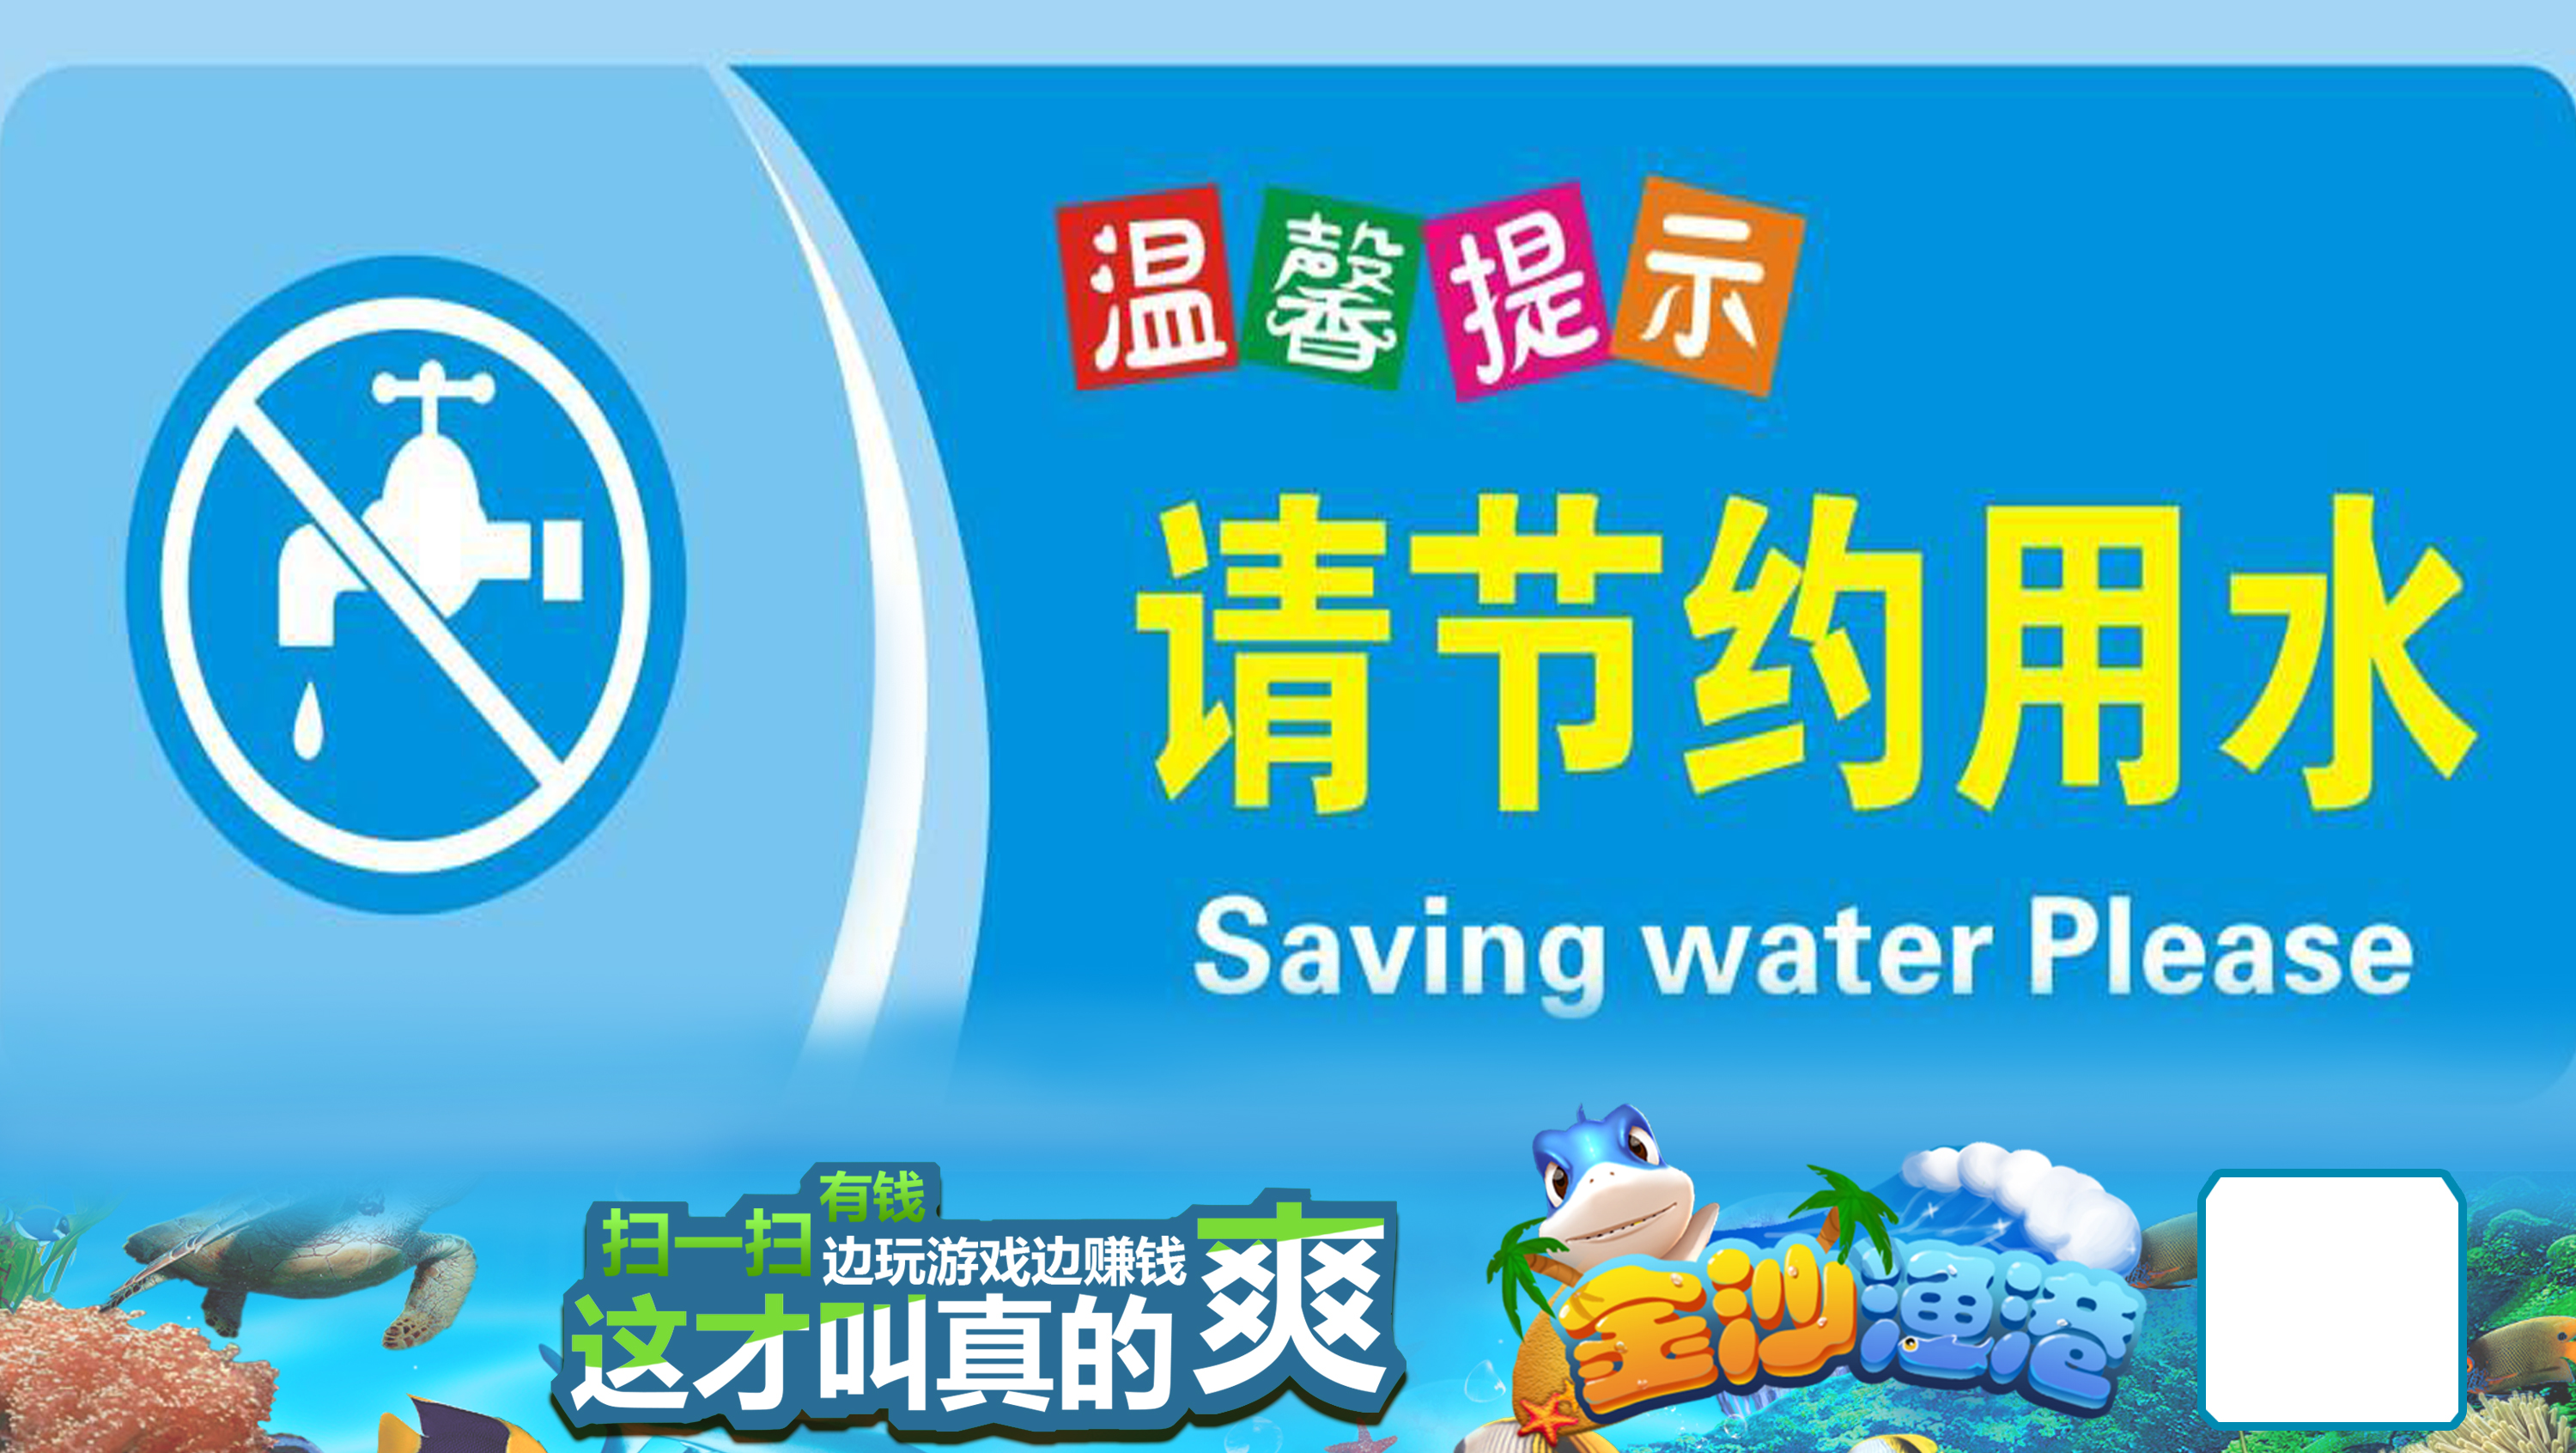 温馨提示
请节约用水
Saving water Please
扫一扫有钱
边玩游戏边赚钱
这才叫真的爽
金沙渔港